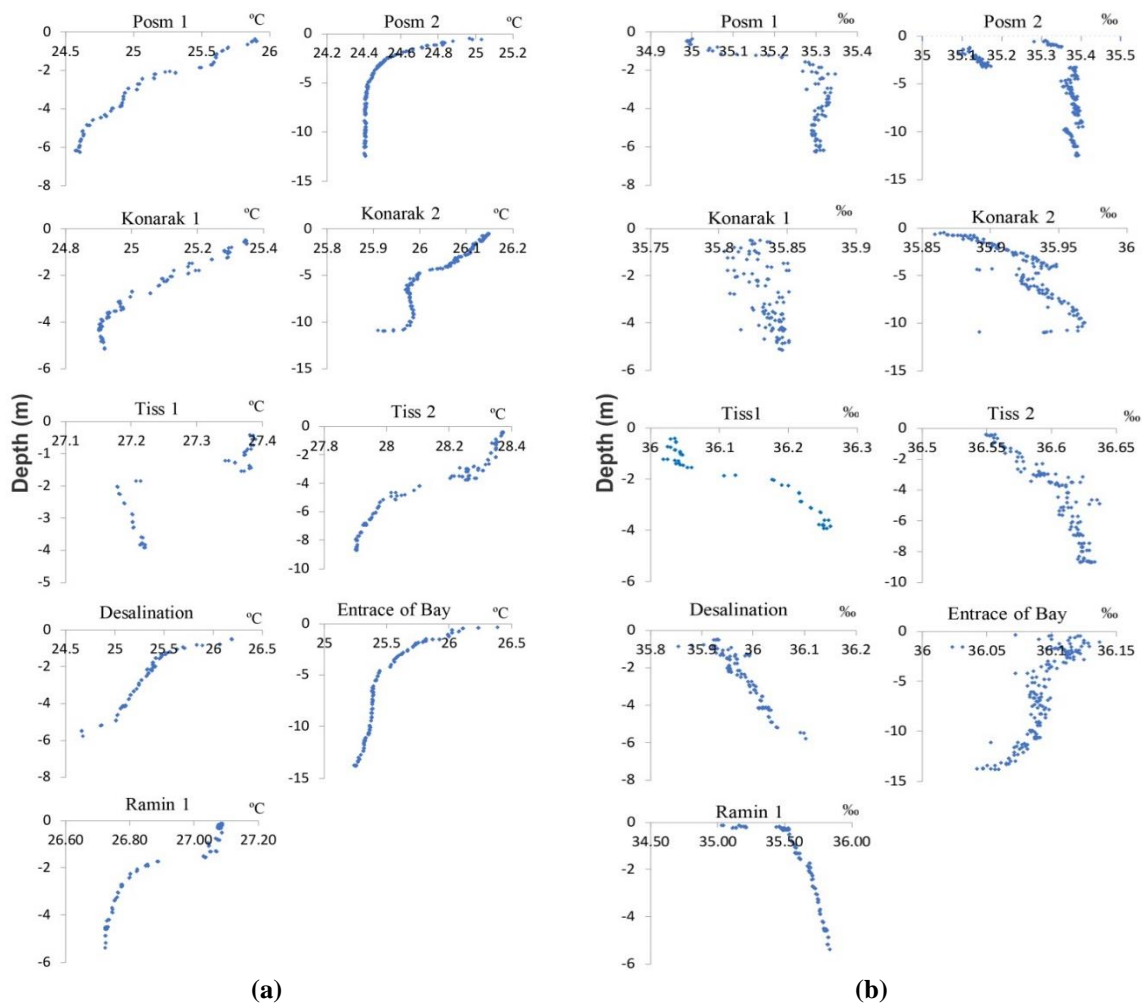 Posm 1 ºC
0
24.5 25 25.5 26
-2
-4
-6
-8
Posm 2 ºC
0
24.2 24.4 24.6 24.8 25 25.2
-5
-10
-15
Konarak 1 ºC
0
24.8 25 25.2 25.4
-2
-4
-6
Konarak 2 ºC
0
25.8 25.9 26 26.1 26.2
-5
-10
-15
Depth (m)
Tiss 1 ºC
0
27.1 27.2 27.3 27.4
-1
-2
-3
-4
-5
Tiss 2 ºC
0
27.8 28 28.2 28.4
-2
-4
-6
-8
-10
Desalination ºC
0
24.5 25 25.5 26 26.5
-2
-4
-6
-8
Entrace of Bay ºC
0
25 25.5 26 26.5
-5
-10
-15
Ramin 1 ºC
0
26.60 26.80 27.00 27.20
-2
-4
-6
(a)
Posm 1 ‰
0
34.9 35 35.1 35.2 35.3 35.4
-2
-4
-6
-8
Posm 2 ‰
0
35 35.1 35.2 35.3 35.4 35.5
-5
-10
-15
Konarak 1 ‰
0
35.75 35.8 35.85 35.9
-2
-4
-6
Konarak 2 ‰
0
35.85 35.9 35.95 36
-5
-10
-15
Depth (m)
Tiss1 ‰
0
36 36.1 36.2 36.3
-2
-4
-6
Tiss 2 ‰
0
36.5 36.55 36.6 36.65
-2
-4
-6
-8
-10
Desalination ‰
0
35.8 35.9 36 36.1 36.2
-2
-4
-6
-8
Entrace of Bay ‰
0
36 36.05 36.1 36.15
-5
-10
-15
Ramin 1 ‰
0
34.50 35.00 35.50 36.00
-2
-4
-6
(b)